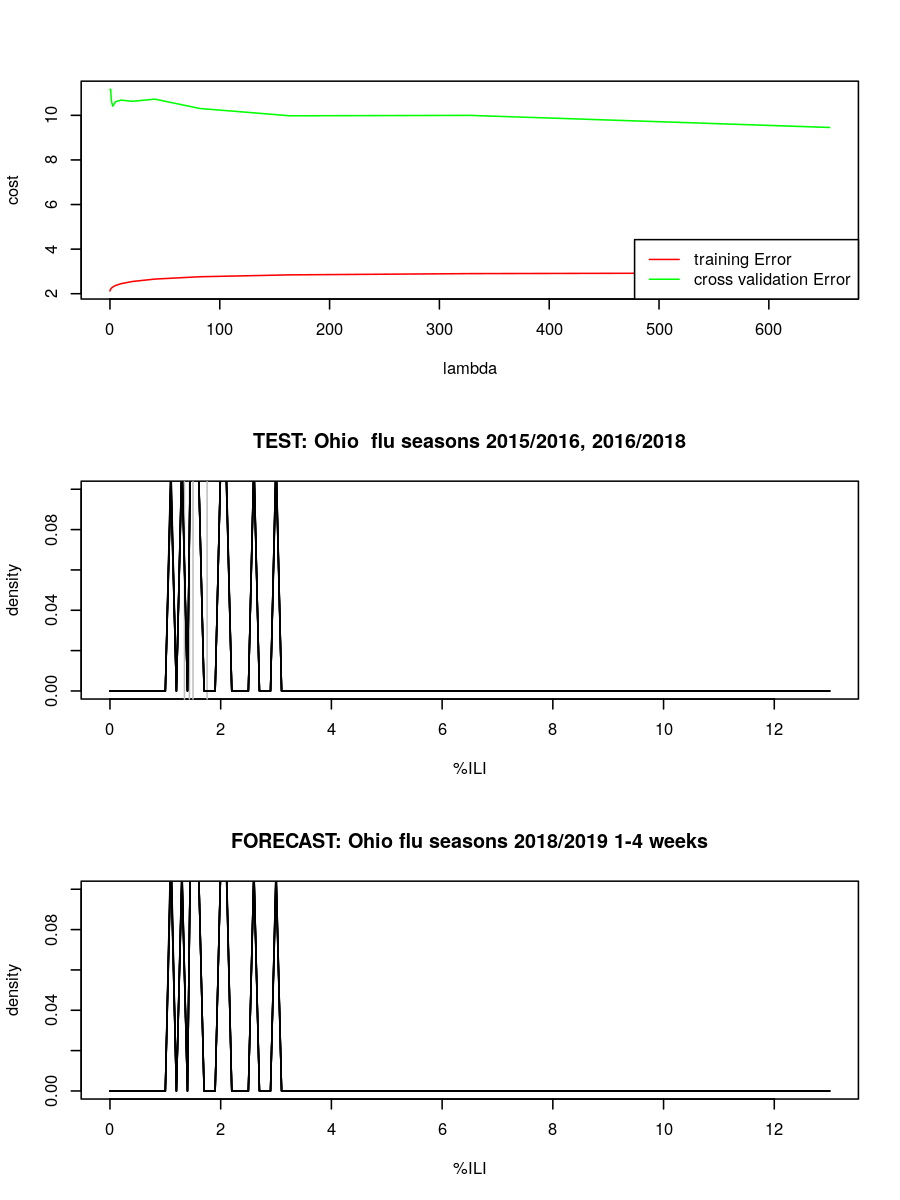 cost
10
8
6
4
2
training Error
cross validation Error
0 100 200 300 400 500 600
lambda
TEST: Ohio  flu seasons 2015/2016, 2016/2018
density
0.08
0.04
0.00
0 2 4 6 8 10 12
%ILI
FORECAST: Ohio flu seasons 2018/2019 1-4 weeks
density
0.08
0.04
0.00
0 2 4 6 8 10 12
%ILI